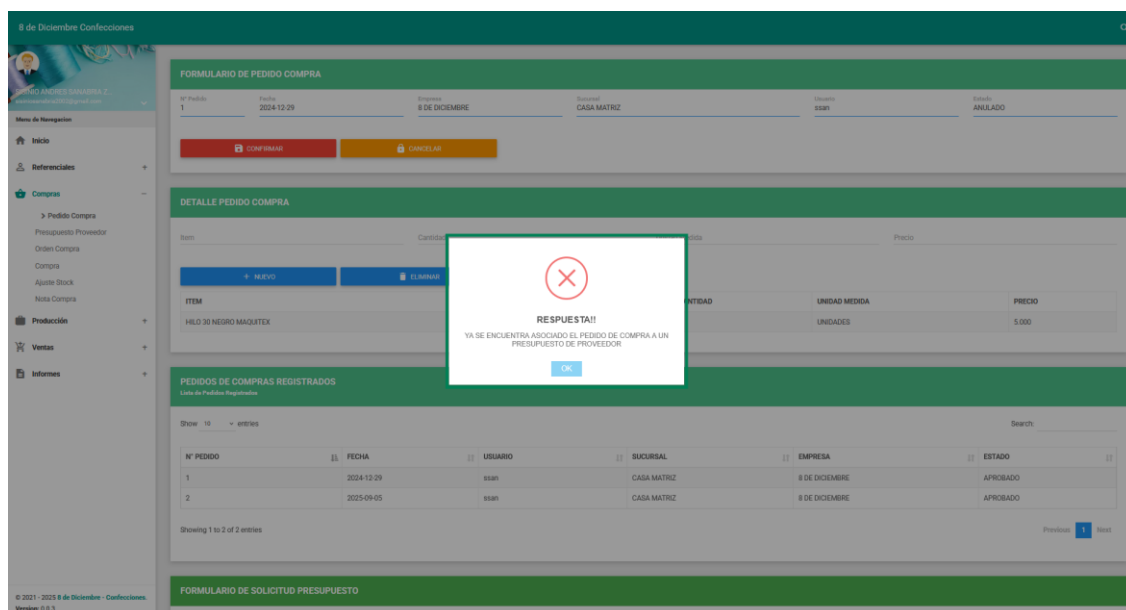 8 de Diciembre Confecciones
Menu de Navegacion
Inicio
Referenciales +
Compras −
> Pedido Compra
Presupuesto Proveedor
Orden Compra
Compra
Ajuste Stock
Nota Compra
Producción +
Ventas +
Informes +
© 2021 - 2025 8 de Diciembre - Confecciones.
Version: 0.0.3
FORMULARIO DE PEDIDO COMPRA
N° Pedido Fecha Empresa Sucursal Usuario Estado
1 2024-12-29 8 DE DICIEMBRE CASA MATRIZ ssan ANULADO
CONFIRMAR CANCELAR
DETALLE PEDIDO COMPRA
Item Cantidad Precio
+ NUEVO ELIMINAR
ITEM UNIDAD MEDIDA PRECIO
HILO 30 NEGRO MAQUITEX UNIDADES 5.000
RESPUESTA!!
YA SE ENCUENTRA ASOCIADO EL PEDIDO DE COMPRA A UN
PRESUPUESTO DE PROVEEDOR
OK
PEDIDOS DE COMPRAS REGISTRADOS
Lista de Pedidos Registrados
Show 10 entries Search:
N° PEDIDO FECHA USUARIO SUCURSAL EMPRESA ESTADO
1 2024-12-29 ssan CASA MATRIZ 8 DE DICIEMBRE APROBADO
2 2025-09-05 ssan CASA MATRIZ 8 DE DICIEMBRE APROBADO
Showing 1 to 2 of 2 entries Previous 1 Next
FORMULARIO DE SOLICITUD PRESUPUESTO